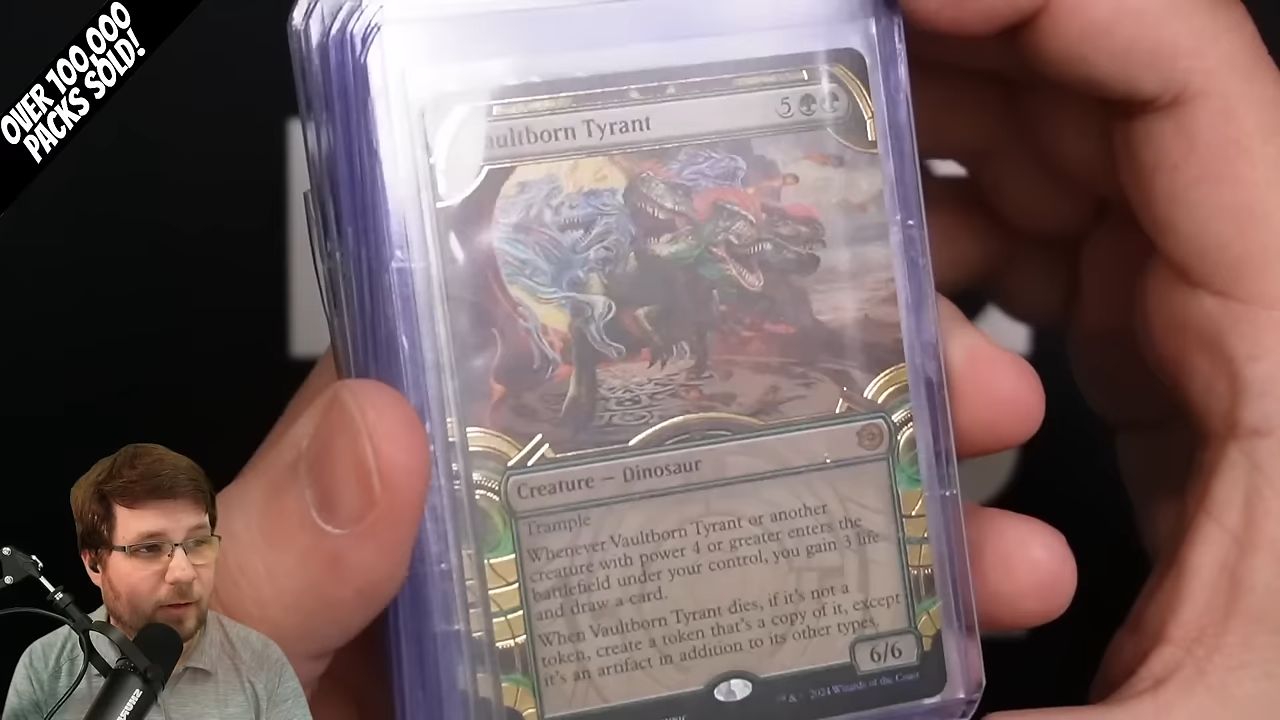 OVER 100,000
PACKS SOLD!
aultborn Tyrant
5
Creature — Dinosaur
Trample
Whenever Vaultborn Tyrant or another
creature with power 4 or greater enters the
battlefield under your control, you gain 3 life
and draw a card.
When Vaultborn Tyrant dies, if it's not a
token, create a token that's a copy of it, except
it's an artifact in addition to its other types.
6/6
2024 Wizards of the Coast